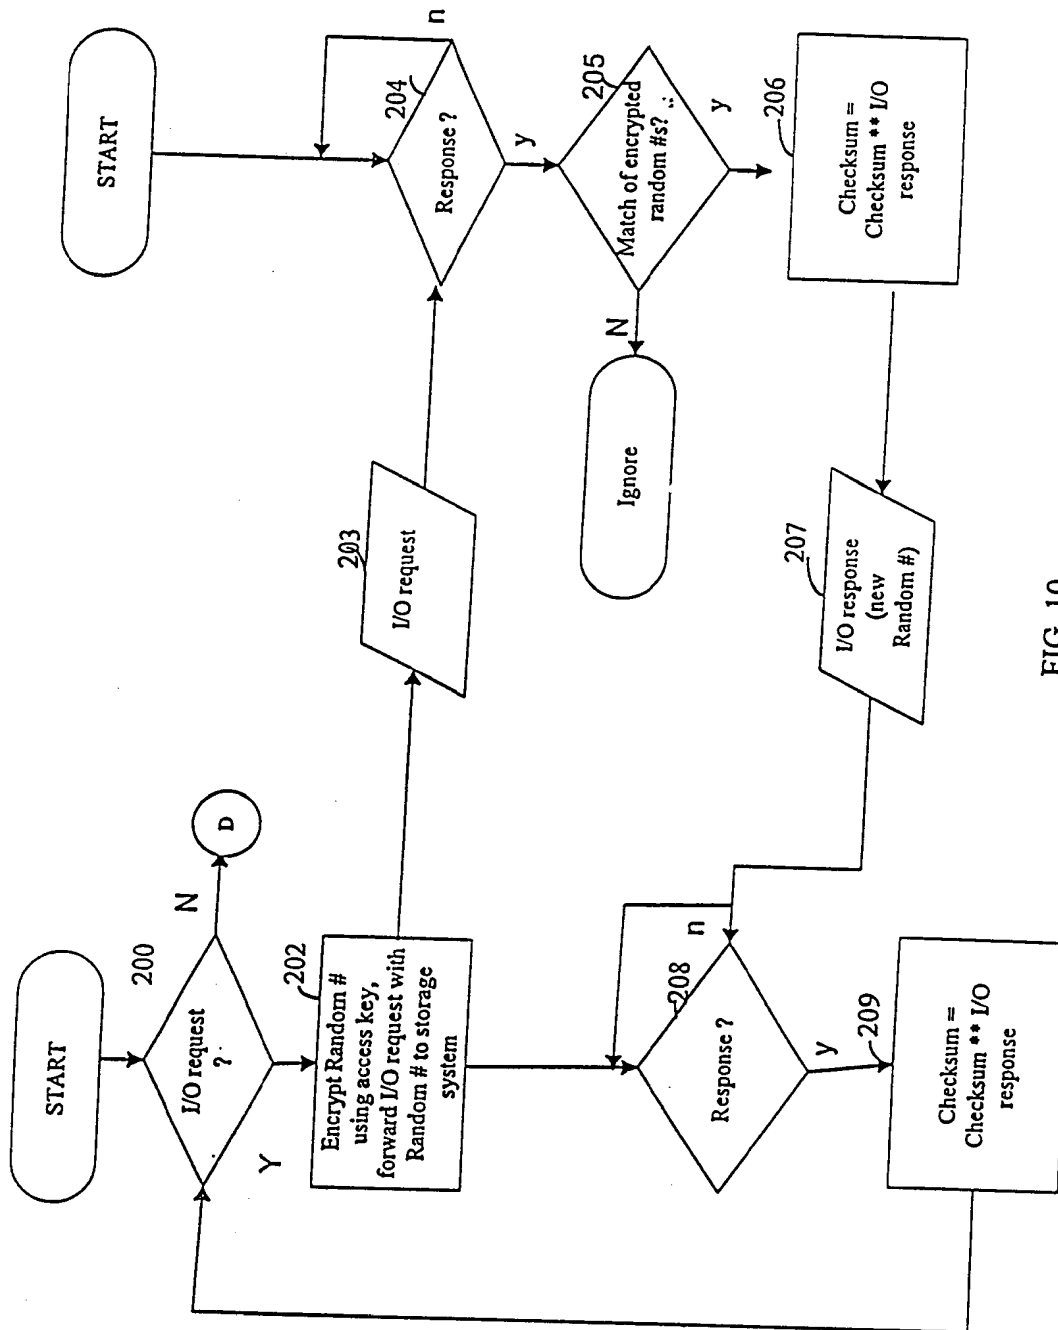 START
200
I/O request
?
N
D
Y
202
Encrypt Random #
using access key,
forward I/O request with
Random # to storage
system
203
I/O request
START
204
Response ?
n
y
205
Match of encrypted
random #s?
N
Ignore
y
206
Checksum =
Checksum ** I/O
response
207
I/O response
(new
Random #)
208
Response ?
n
y
209
Checksum =
Checksum ** I/O
response
FIG. 10